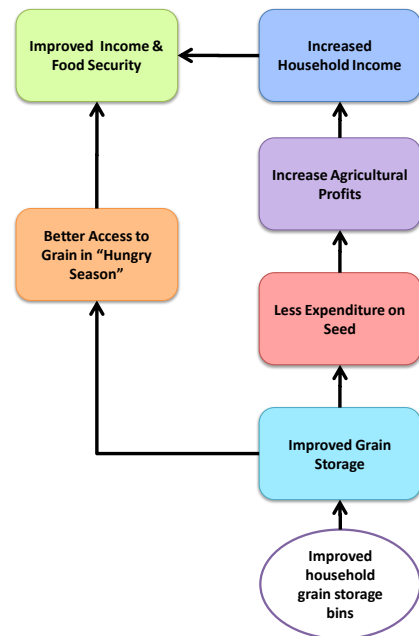 Improved Income &
Food Security
Increased
Household Income
Increase Agricultural
Profits
Better Access to
Grain in “Hungry
Season”
Less Expenditure on
Seed
Improved Grain
Storage
Improved
household
grain storage
bins